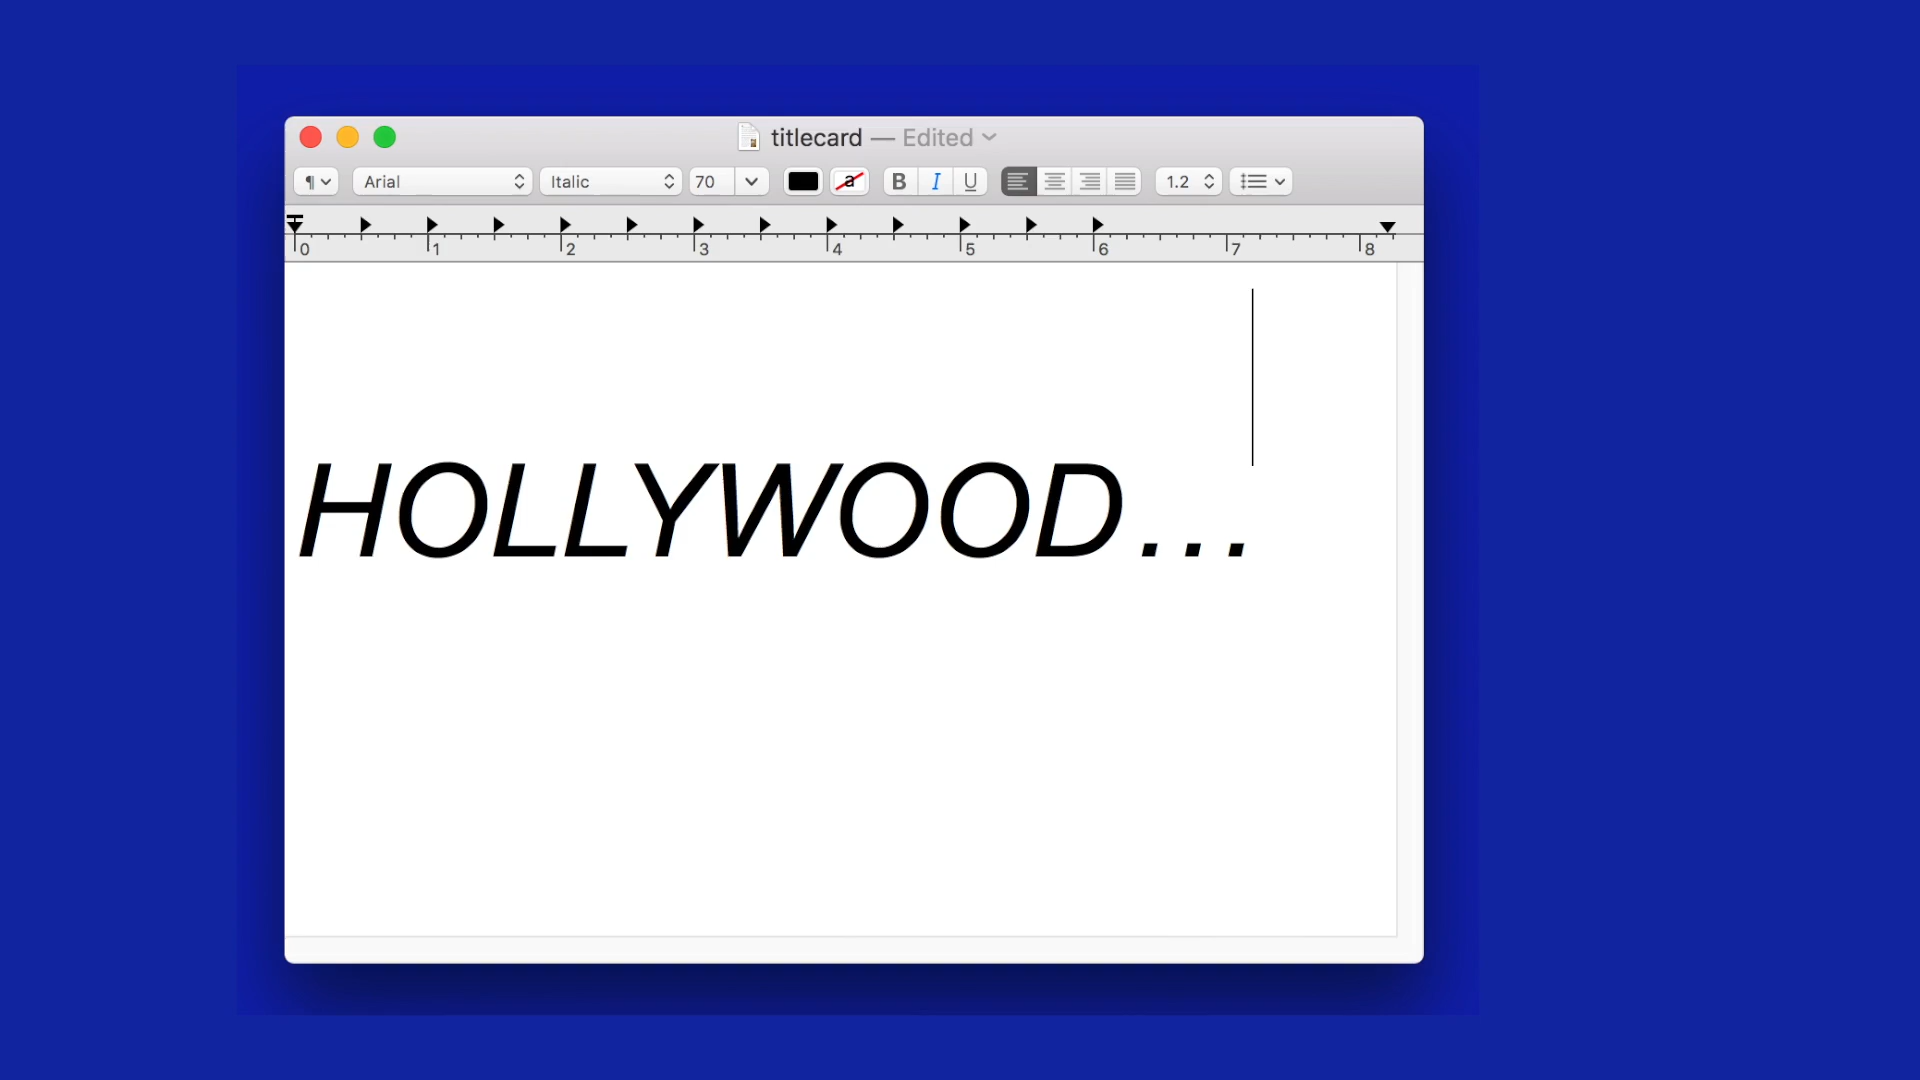 titlecard — Edited
¶ Arial Italic 70 a B I U 1.2
0 1 2 3 4 5 6 7 8
HOLLYWOOD...